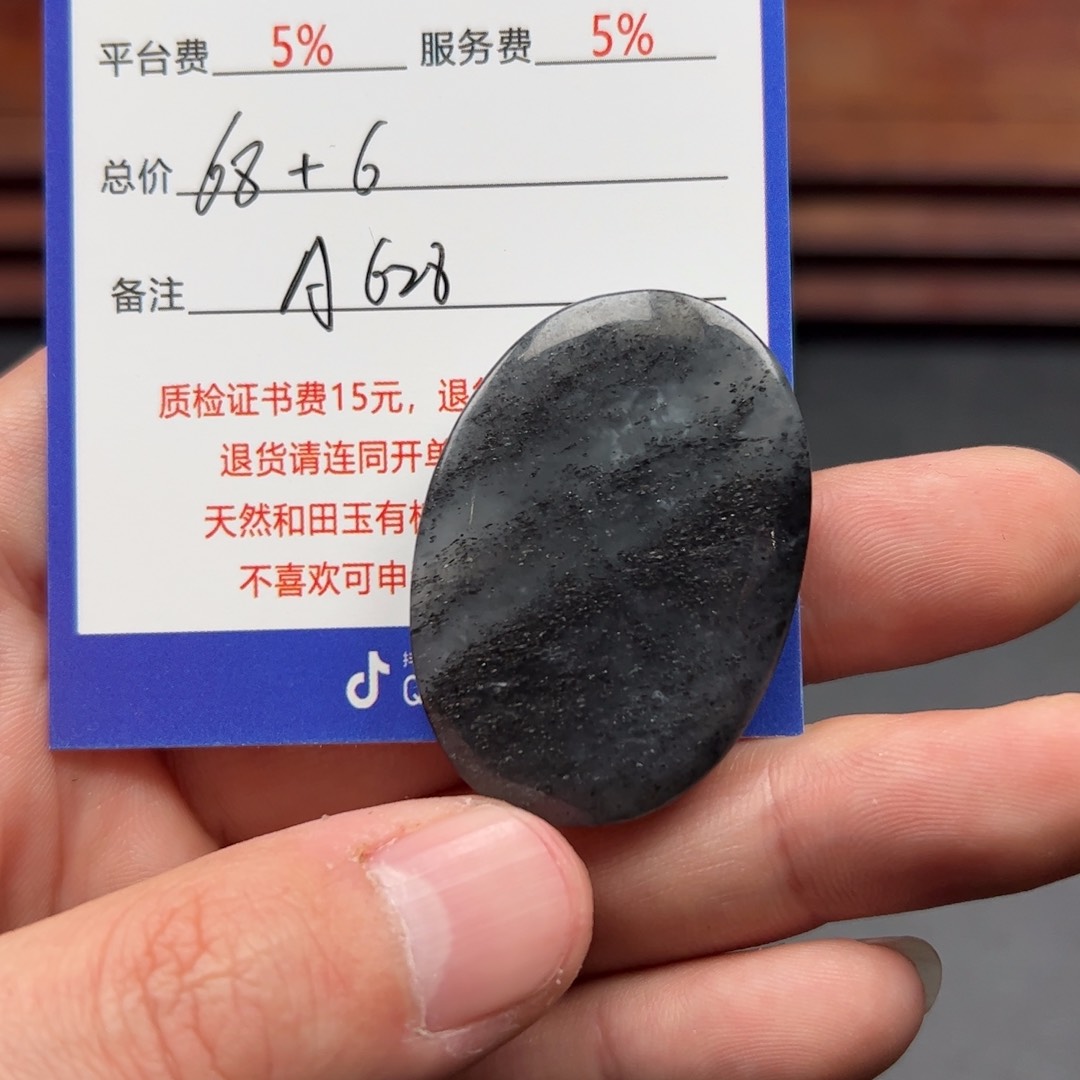 平台费 5% 服务费 5%
总价 68+6
备注 A628
质检证书费15元，退
退货请连同开单
天然和田玉有
不喜欢可申